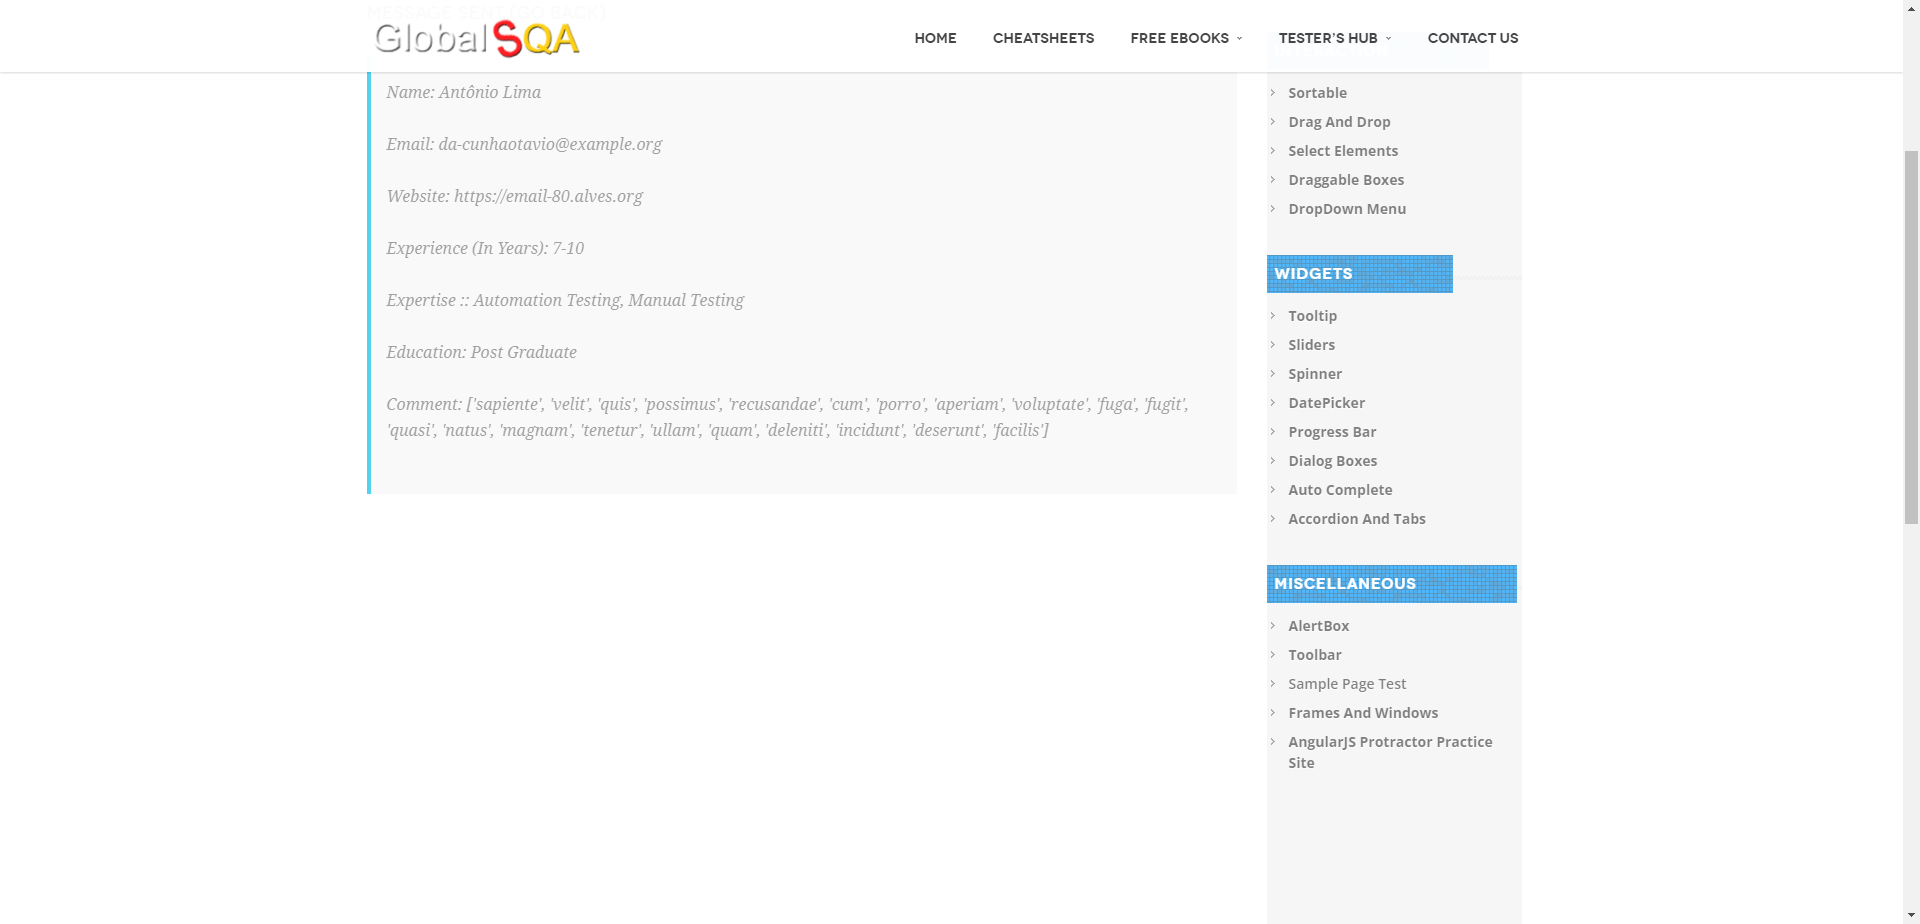 MESSAGE SENT (GO BACK)
GlobalSQA
HOME
CHEATSHEETS
FREE EBOOKS
TESTER'S HUB
CONTACT US
Name: Antônio Lima
Email: da-cunhaotavio@example.org
Website: https://email-80.alves.org
Experience (In Years): 7-10
Expertise :: Automation Testing, Manual Testing
Education: Post Graduate
Comment: ['sapiente', 'velit', 'quis', 'possimus', 'recusandae', 'cum', 'porro', 'aperiam', 'voluptate', 'fuga', 'fugit',
'quasi', 'natus', 'magnam', 'tenetur', 'ullam', 'quam', 'deleniti', 'incidunt', 'deserunt', 'facilis']
Sortable
Drag And Drop
Select Elements
Draggable Boxes
DropDown Menu
WIDGETS
Tooltip
Sliders
Spinner
DatePicker
Progress Bar
Dialog Boxes
Auto Complete
Accordion And Tabs
MISCELLANEOUS
AlertBox
Toolbar
Sample Page Test
Frames And Windows
AngularJS Protractor Practice
Site